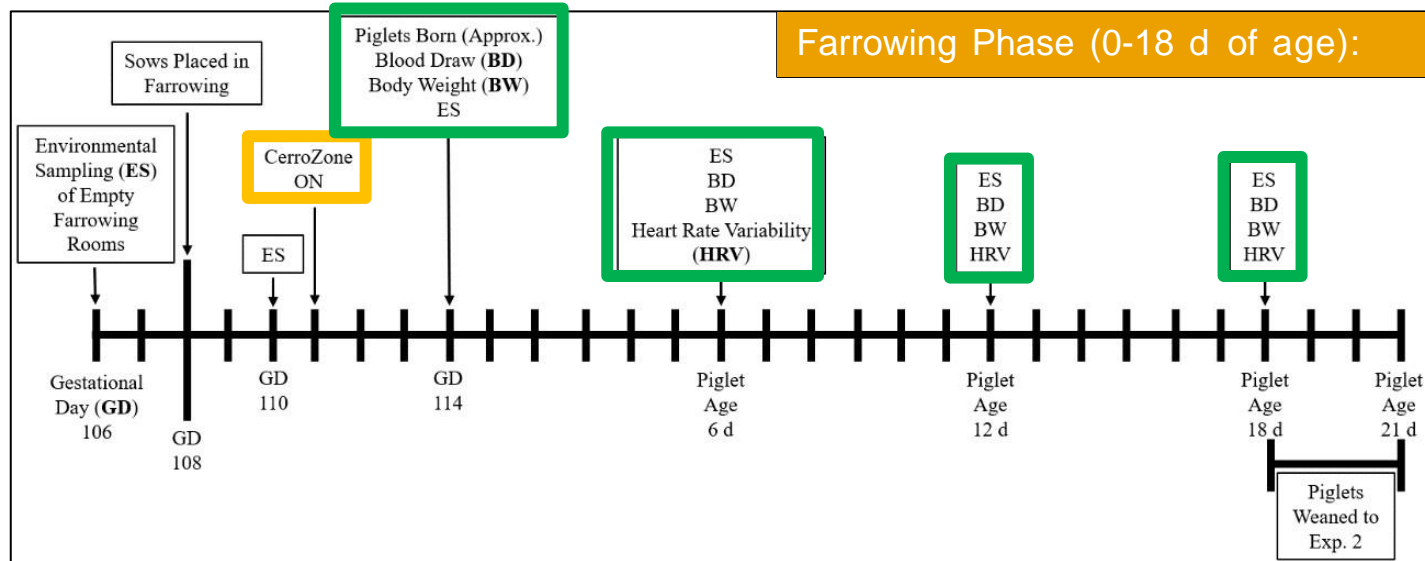 Farrowing Phase (0-18 d of age):
Piglets Born (Approx.)
Blood Draw (BD)
Body Weight (BW)
ES
Sows Placed in
Farrowing
Environmental
Sampling (ES)
of Empty
Farrowing
Rooms
CerroZone
ON
ES
ES
BD
BW
Heart Rate Variability
(HRV)
ES
BD
BW
HRV
ES
BD
BW
HRV
Gestational
Day (GD)
106
GD
108
GD
110
GD
114
Piglet
Age
6 d
Piglet
Age
12 d
Piglet
Age
18 d
Piglet
Age
21 d
Piglets
Weaned to
Exp. 2